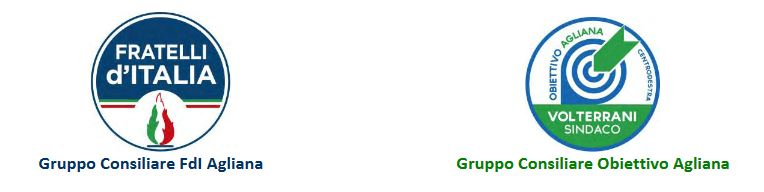 FRATELLI
d'ITALIA
Gruppo Consiliare FdI Agliana
OBIETTIVO AGLIANA
CENTRODESTRA
VOLTERRANI
SINDACO
Gruppo Consiliare Obiettivo Agliana